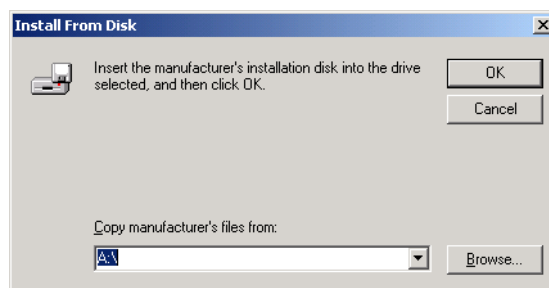 Install From Disk
Insert the manufacturer's installation disk into the drive
selected, and then click OK.
OK
Cancel
Copy manufacturer's files from:
A:\
Browse...